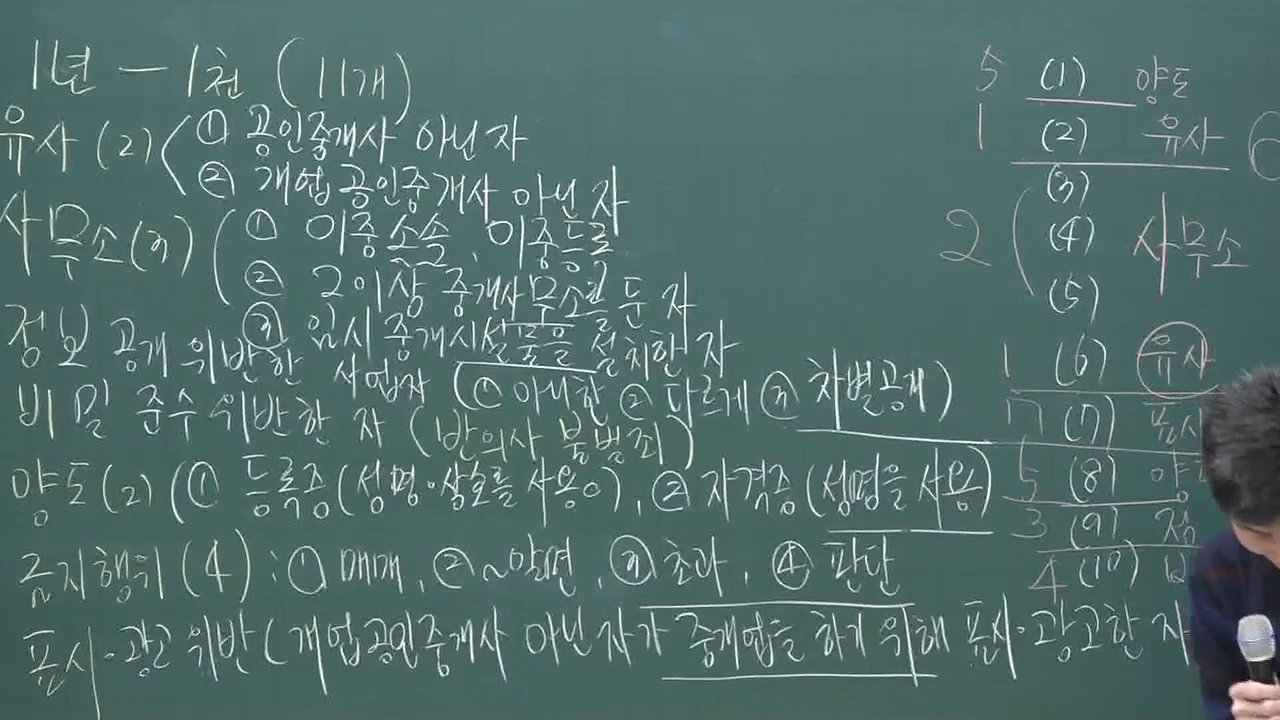 1년 - 1천 (11개)
유사 (2) < ① 공인중개사 아닌 자
② 개업공인중개사 아닌 자
사무소(3) ( ① 이중소속, 이중등록
② 2이상 중개사무소를 둔 자
③ 임시 중개시설물을 설치한 자
정보 공개 위반한 사업자 (① 아니한 ② 다르게 ③ 차별공개)
비밀 준수 위반한 자 (반의사 불벌죄)
양도(2) (① 등록증(성명·상호를 사용), ② 자격증(성명을 사용)
금지행위(4) : ① 매매, ② ~알면, ③ 초과, ④ 판단
표시·광고 위반(개업공인중개사 아닌 자가 중개업을 하기 위해 표시·광고한 자
5 (1) 양도
1 (2) 유사 6
(3)
2 ( (4) 사무소
(5)
1 (6) 유사
7 (7) 표시
5 (8) 양
3 (9) 정
4 (10) 비